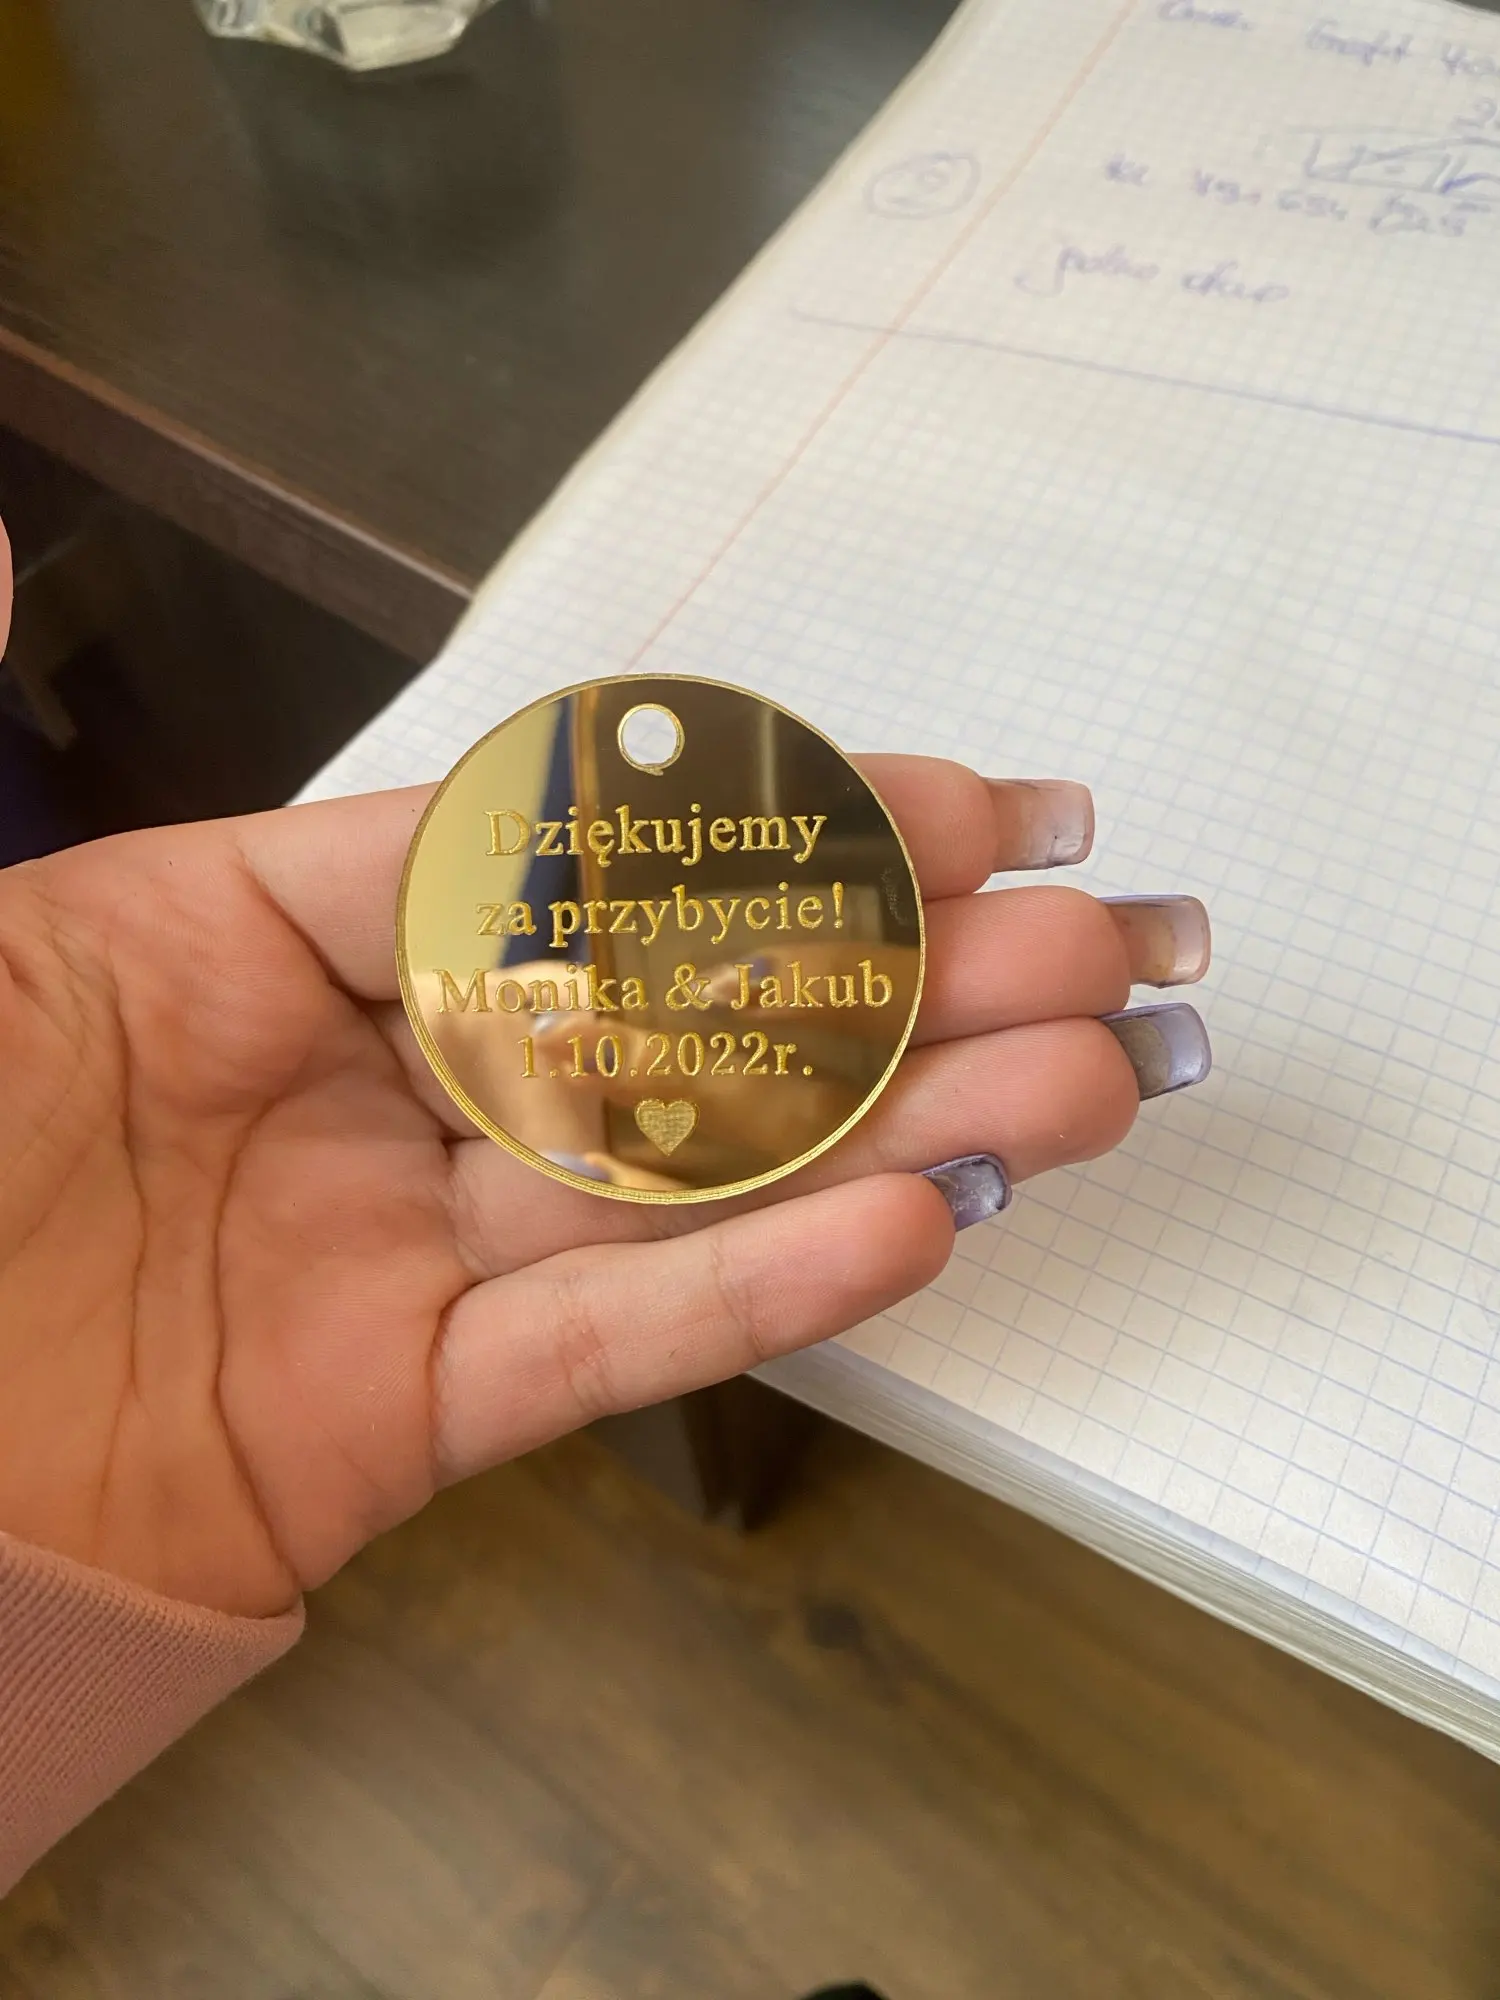 Dziękujemy
za przybycie!
Monika & Jakub
1.10.2022r.